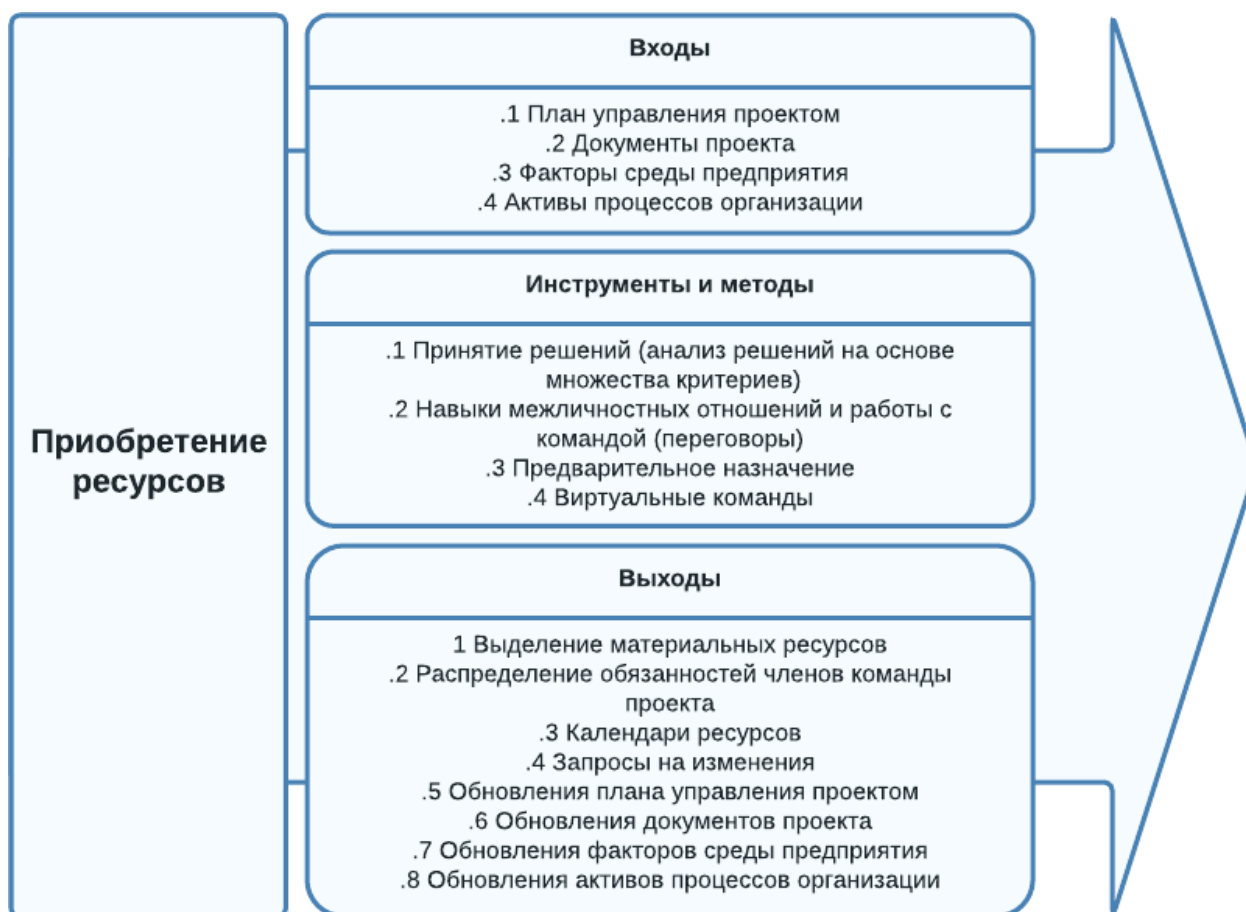 Приобретение
ресурсов
Входы
.1 План управления проектом
.2 Документы проекта
.3 Факторы среды предприятия
.4 Активы процессов организации
Инструменты и методы
.1 Принятие решений (анализ решений на основе
множества критериев)
.2 Навыки межличностных отношений и работы с
командой (переговоры)
.3 Предварительное назначение
.4 Виртуальные команды
Выходы
1 Выделение материальных ресурсов
.2 Распределение обязанностей членов команды
проекта
.3 Календари ресурсов
.4 Запросы на изменения
.5 Обновления плана управления проектом
.6 Обновления документов проекта
.7 Обновления факторов среды предприятия
.8 Обновления активов процессов организации